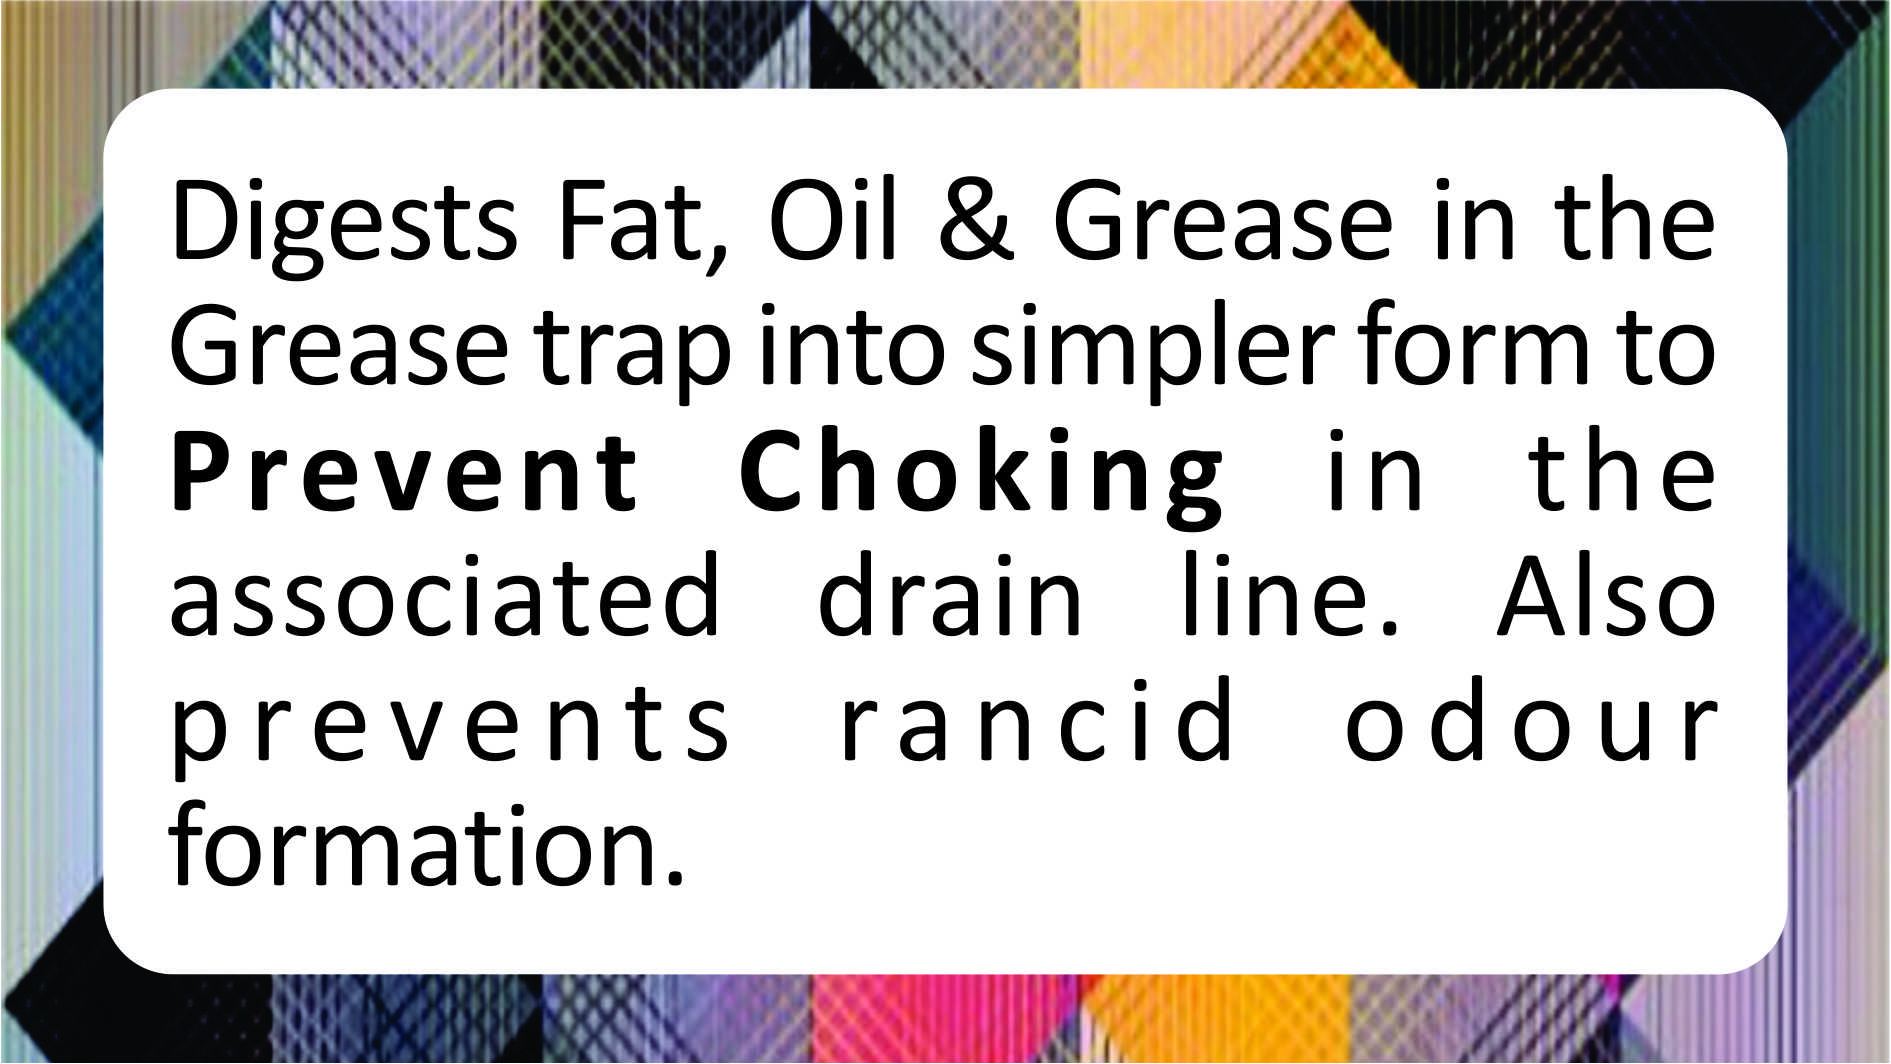 Digests Fat, Oil & Grease in the
Grease trap into simpler form to
Prevent Choking in the
associated drain line. Also
prevents rancid odour
formation.